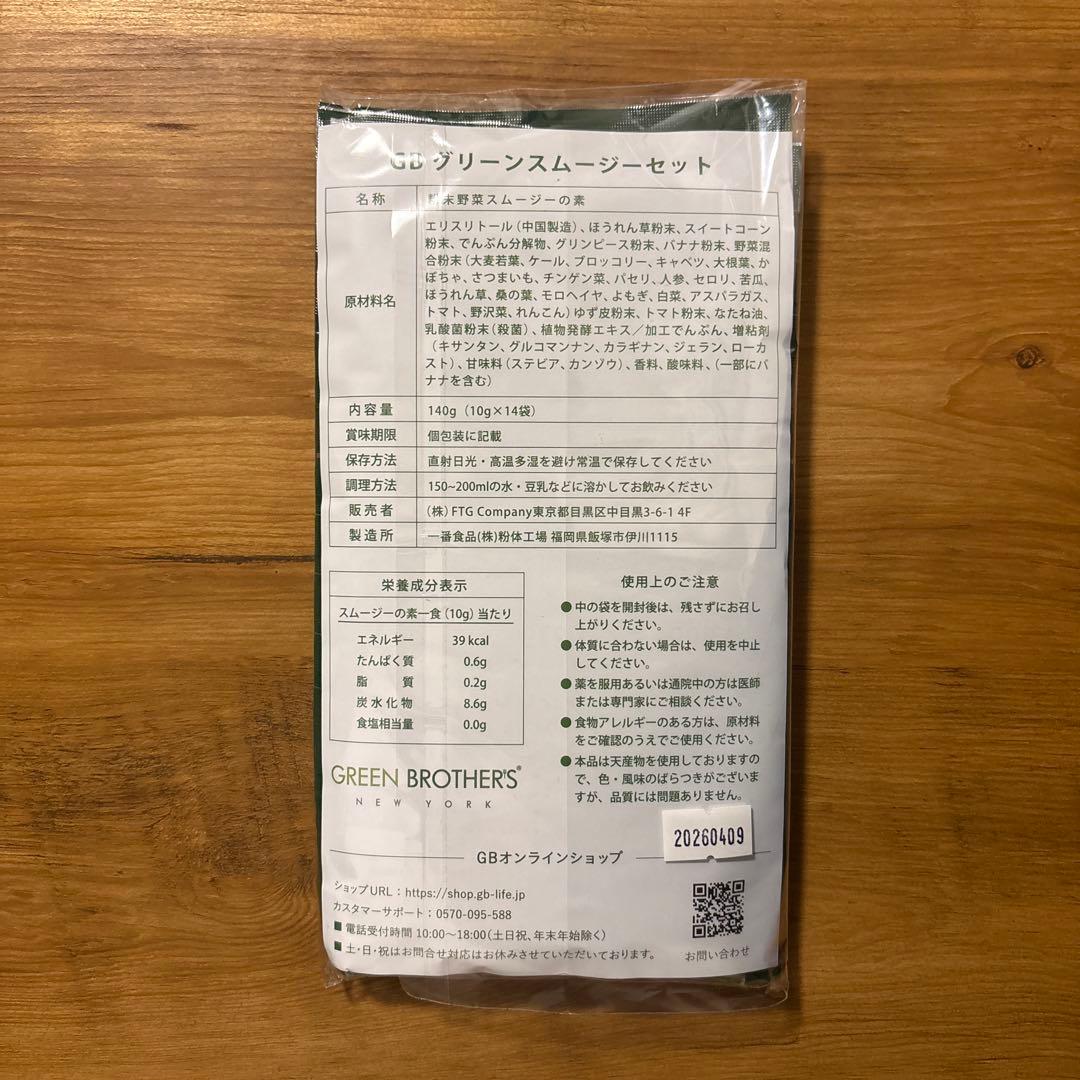 GB グリーンスムージーセット
名称 粉末野菜スムージーの素
原材料名
エリスリトール（中国製造）、ほうれん草粉末、スイートコーン
粉末、でんぷん分解物、グリンピース粉末、バナナ粉末、野菜混
合粉末（大麦若葉、ケール、ブロッコリー、キャベツ、大根葉、か
ぼちゃ、さつまいも、チンゲン菜、パセリ、人参、セロリ、苦瓜、
ほうれん草、桑の葉、モロヘイヤ、よもぎ、白菜、アスパラガス、
トマト、野沢菜、れんこん）ゆず皮粉末、トマト粉末、なたね油、
乳酸菌粉末（殺菌）、植物発酵エキス／加工でんぷん、増粘剤
（キサンタン、グルコマンナン、カラギナン、ジェラン、ローカ
スト）、甘味料（ステビア、カンゾウ）、香料、酸味料、（一部にバ
ナナを含む）
内容量 140g（10g×14袋）
賞味期限 個包装に記載
保存方法 直射日光・高温多湿を避け常温で保存してください
調理方法 150~200mlの水・豆乳などに溶かしてお飲みください
販売者 （株）FTG Company東京都目黒区中目黒3-6-1 4F
製造所 一番食品(株)粉体工場 福岡県飯塚市伊川1115
栄養成分表示
スムージーの素一食（10g）当たり
エネルギー 39 kcal
たんぱく質 0.6g
脂質 0.2g
炭水化物 8.6g
食塩相当量 0.0g
使用上のご注意
●中の袋を開封後は、残さずにお召し
上がりください。
●体質に合わない場合は、使用を中止
してください。
●薬を服用あるいは通院中の方は医師
または専門家にご相談ください。
●食物アレルギーのある方は、原材料
をご確認のうえでご使用ください。
●本品は天産物を使用しておりますの
で、色・風味のばらつきがございま
すが、品質には問題ありません。
GREEN BROTHER'S®
NEW YORK
20260409
GBオンラインショップ
ショップURL：https://shop.gb-life.jp
カスタマーサポート：0570-095-588
■電話受付時間 10:00～18:00（土日祝、年末年始除く）
■土・日・祝はお問合せ対応はお休みさせていただいております。
お問い合わせ